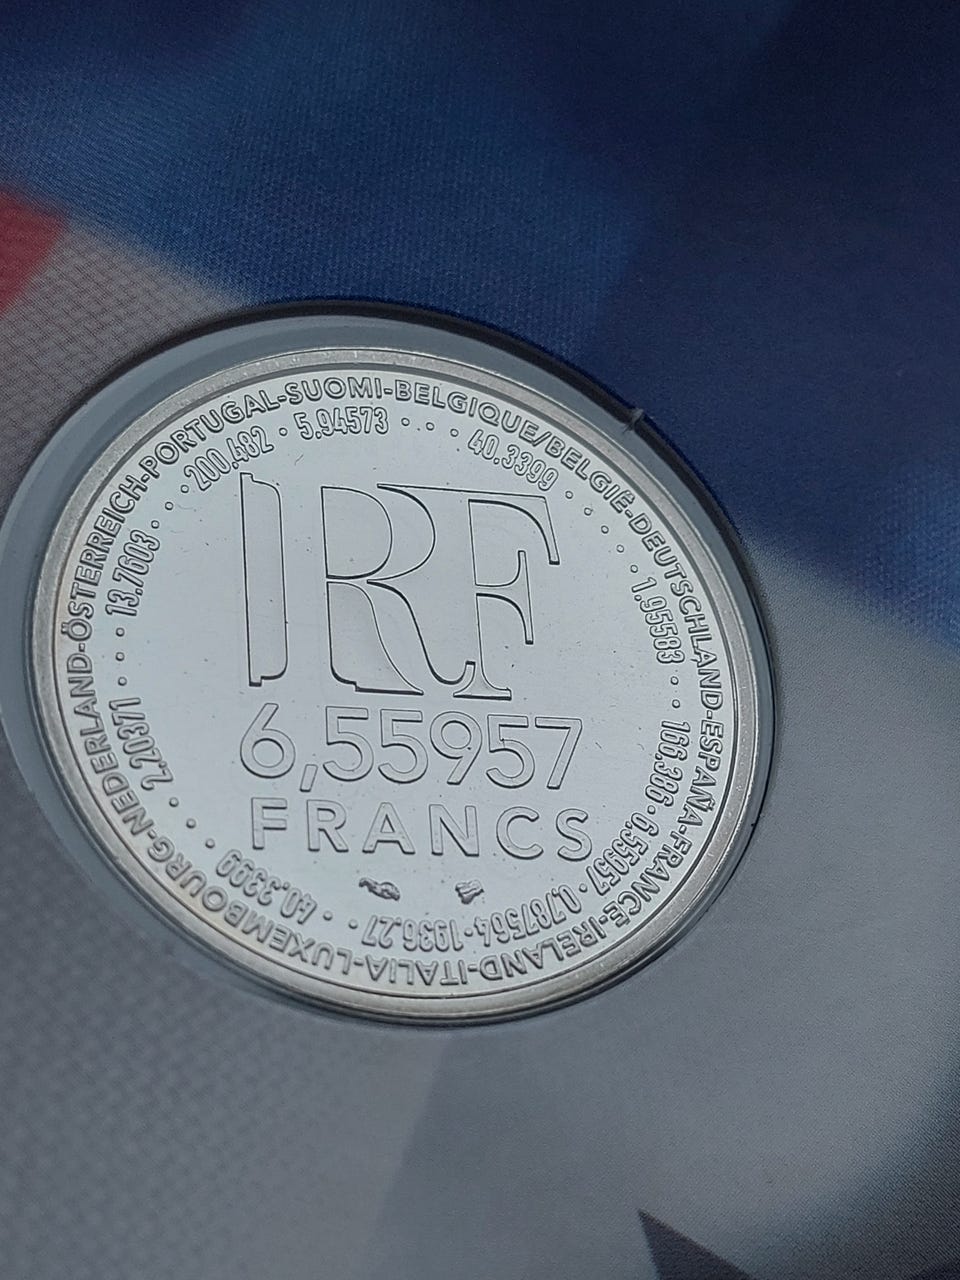 PORTUGAL-SUOMI-BELGIQUE/BELGIË-DEUTSCHLAND-ESPAÑA-FRANCE-IRELAND-ITALIA-LUXEMBOURG-NEDERLAND-ÖSTERREICH-
200,482 · 5,94573 · · · 40.3399 · · · · · 1.95583 · · 166,386 · 6.55957 · 0,787564 · 1936.27 · · 40.3399 · · · 2,20371 · · · 13.7603 · · · · ·
RF
6,55957
FRANCS